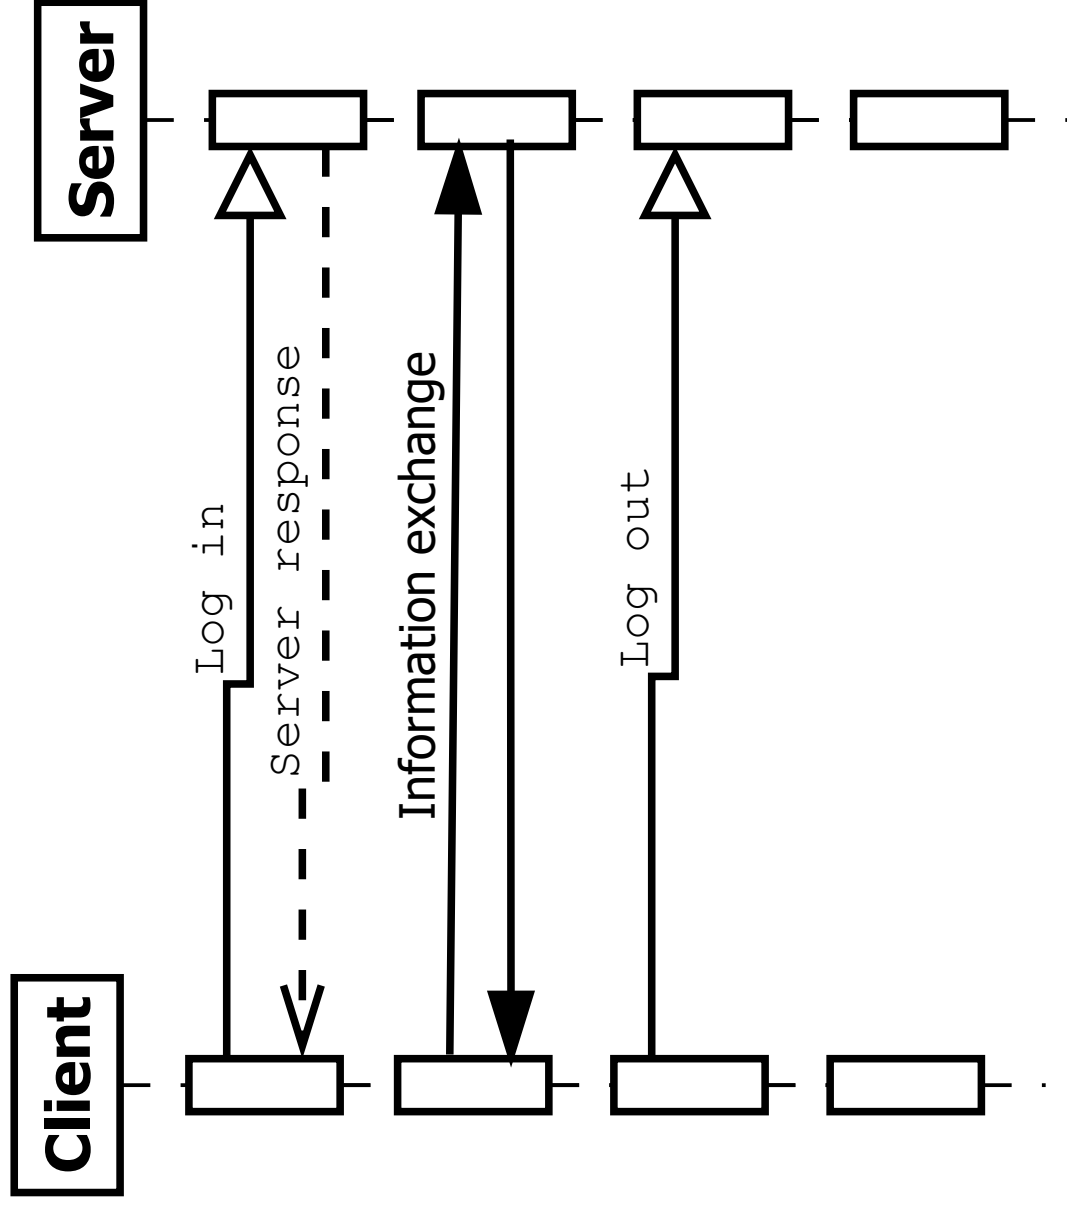 Client
Server
Log in
Server response
Information exchange
Log out